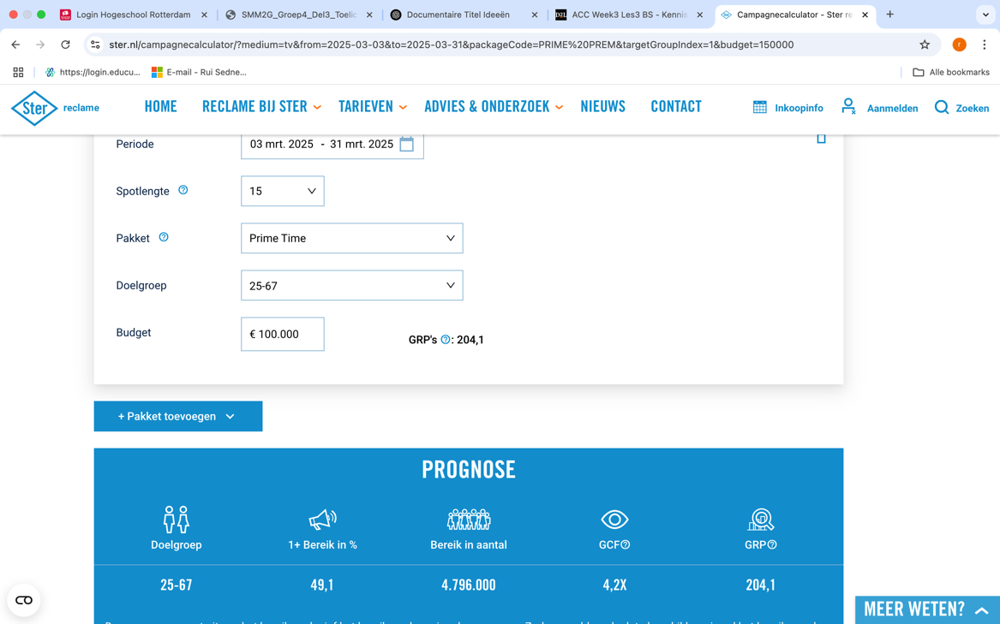 Login Hogeschool Rotterdam
SMM2G_Groep4_Del3_Toelic
Documentaire Titel Ideeën
ACC Week3 Les3 BS - Kennis
Campagnecalculator - Ster re
ster.nl/campagnecalculator/?medium=tv&from=2025-03-03&to=2025-03-31&packageCode=PRIME%20PREM&targetGroupIndex=1&budget=150000
r
https://login.educu...
E-mail - Rui Sedne...
Alle bookmarks
Ster reclame
HOME
RECLAME BIJ STER
TARIEVEN
ADVIES & ONDERZOEK
NIEUWS
CONTACT
Inkoopinfo
Aanmelden
Zoeken
Periode
03 mrt. 2025 - 31 mrt. 2025
Spotlengte ?
15
Pakket ?
Prime Time
Doelgroep
25-67
Budget
€ 100.000
GRP's ?: 204,1
+ Pakket toevoegen
PROGNOSE
Doelgroep
1+ Bereik in %
Bereik in aantal
GCF?
GRP?
25-67
49,1
4.796.000
4,2X
204,1
MEER WETEN?